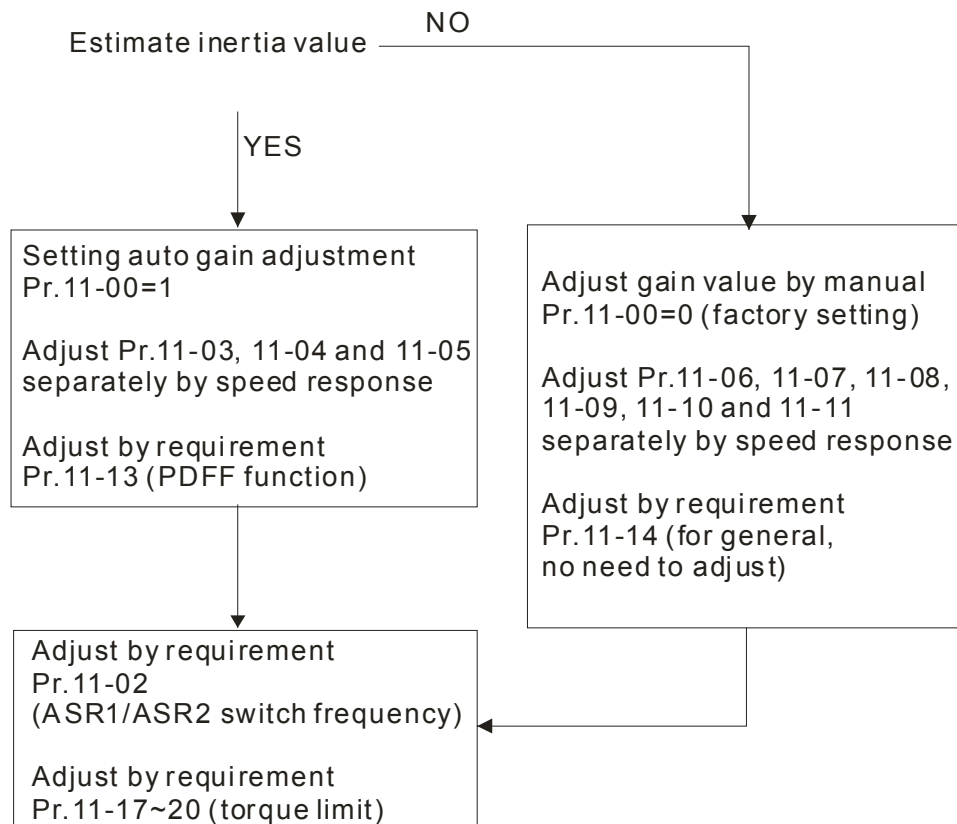 NO
Estimate inertia value
YES
Setting auto gain adjustment
Pr.11-00=1
Adjust Pr.11-03, 11-04 and 11-05
separately by speed response
Adjust by requirement
Pr.11-13 (PDFF function)
Adjust gain value by manual
Pr.11-00=0 (factory setting)
Adjust Pr.11-06, 11-07, 11-08,
11-09, 11-10 and 11-11
separately by speed response
Adjust by requirement
Pr.11-14 (for general,
no need to adjust)
Adjust by requirement
Pr.11-02
(ASR1/ASR2 switch frequency)
Adjust by requirement
Pr.11-17~20 (torque limit)